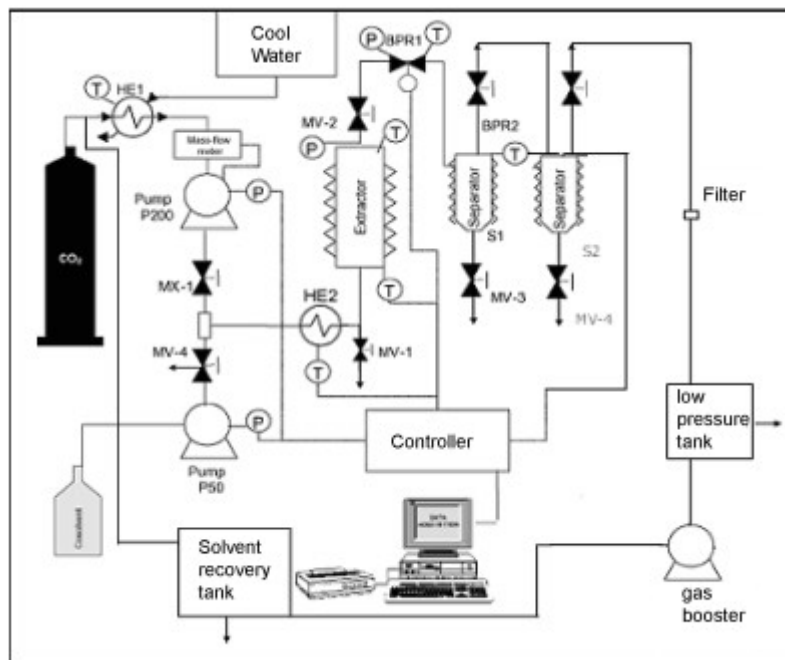 Cool
Water
P
BPR1
T
T
HE1
MV-2
Mass-flow
meter
P
T
BPR2
T
Pump
P200
P
Extractor
Separator
Separator
S1
Filter
CO₂
MX-1
HE2
T
MV-3
S2
MV-4
MV-4
MV-1
T
low
pressure
tank
P
Controller
Pump
P50
Cosolvent
DATA
Solvent
recovery
tank
gas
booster